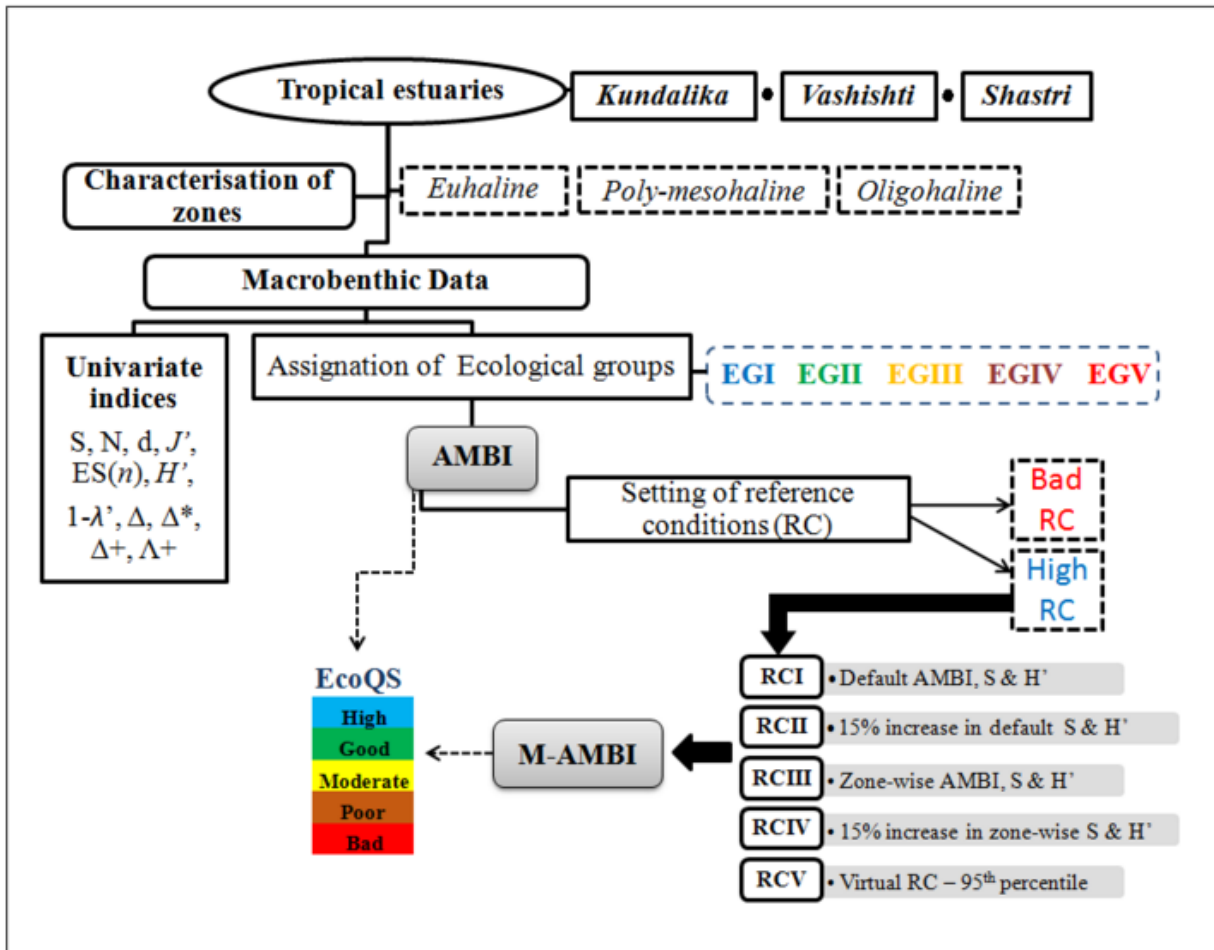 Tropical estuaries
Kundalika • Vashishti • Shastri
Characterisation of
zones
Euhaline
Poly-mesohaline
Oligohaline
Macrobenthic Data
Univariate
indices
S, N, d, J’,
ES(n), H’,
1-λ’, Δ, Δ*,
Δ+, Λ+
Assignation of Ecological groups
EGI EGII EGIII EGIV EGV
AMBI
Setting of reference
conditions (RC)
Bad
RC
High
RC
RCI • Default AMBI, S & H’
RCII • 15% increase in default S & H’
RCIII • Zone-wise AMBI, S & H’
RCIV • 15% increase in zone-wise S & H’
RCV • Virtual RC – 95th percentile
M-AMBI
EcoQS
High
Good
Moderate
Poor
Bad